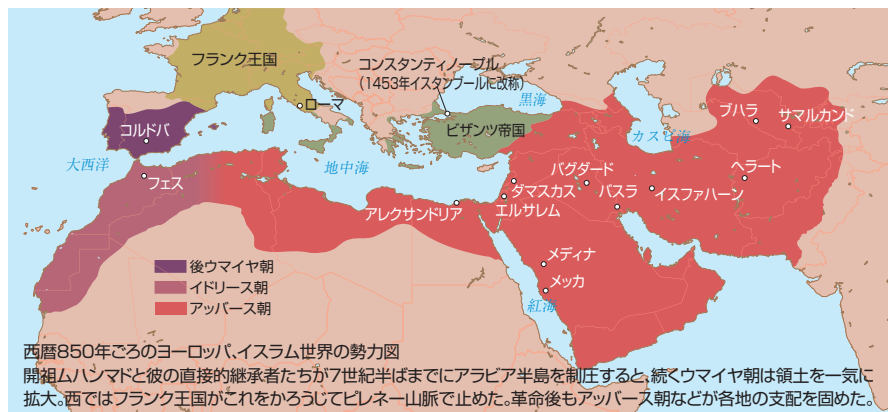 フランク王国
コンスタンティノープル
(1453年イスタンブールに改称)
ローマ
黒海
ビザンツ帝国
カスピ海
ブハラ
サマルカンド
コルドバ
大西洋
フェス
地中海
アレクサンドリア
ダマスカス
エルサレム
バグダード
バスラ
イスファハーン
ヘラート
メディナ
メッカ
紅海
後ウマイヤ朝
イドリース朝
アッバース朝
西暦850年ごろのヨーロッパ、イスラム世界の勢力図
開祖ムハンマドと彼の直接的継承者たちが7世紀半ばまでにアラビア半島を制圧すると、続くウマイヤ朝は領土を一気に
拡大。西ではフランク王国がこれをかろうじてピレネー山脈で止めた。革命後もアッバース朝などが各地の支配を固めた。